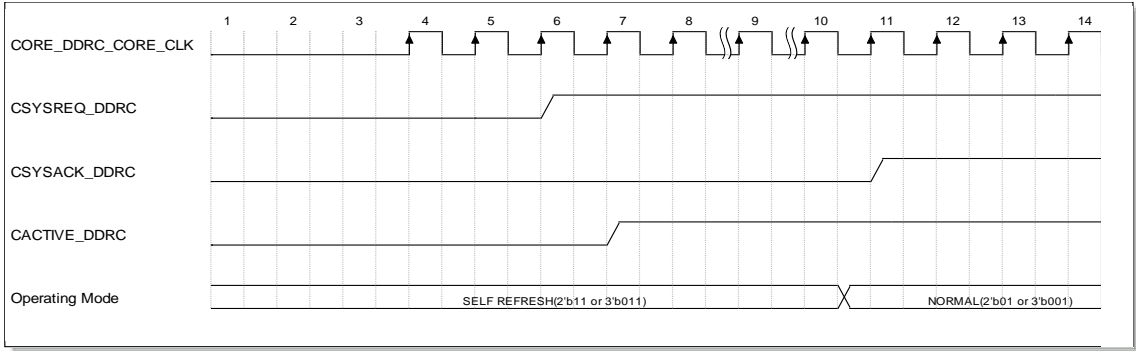 1 2 3 4 5 6 7 8 9 10 11 12 13 14
CORE_DDRC_CORE_CLK
CSYSREQ_DDRC
CSYSACK_DDRC
CACTIVE_DDRC
Operating Mode SELF REFRESH(2'b11 or 3'b011) NORMAL(2'b01 or 3'b001)